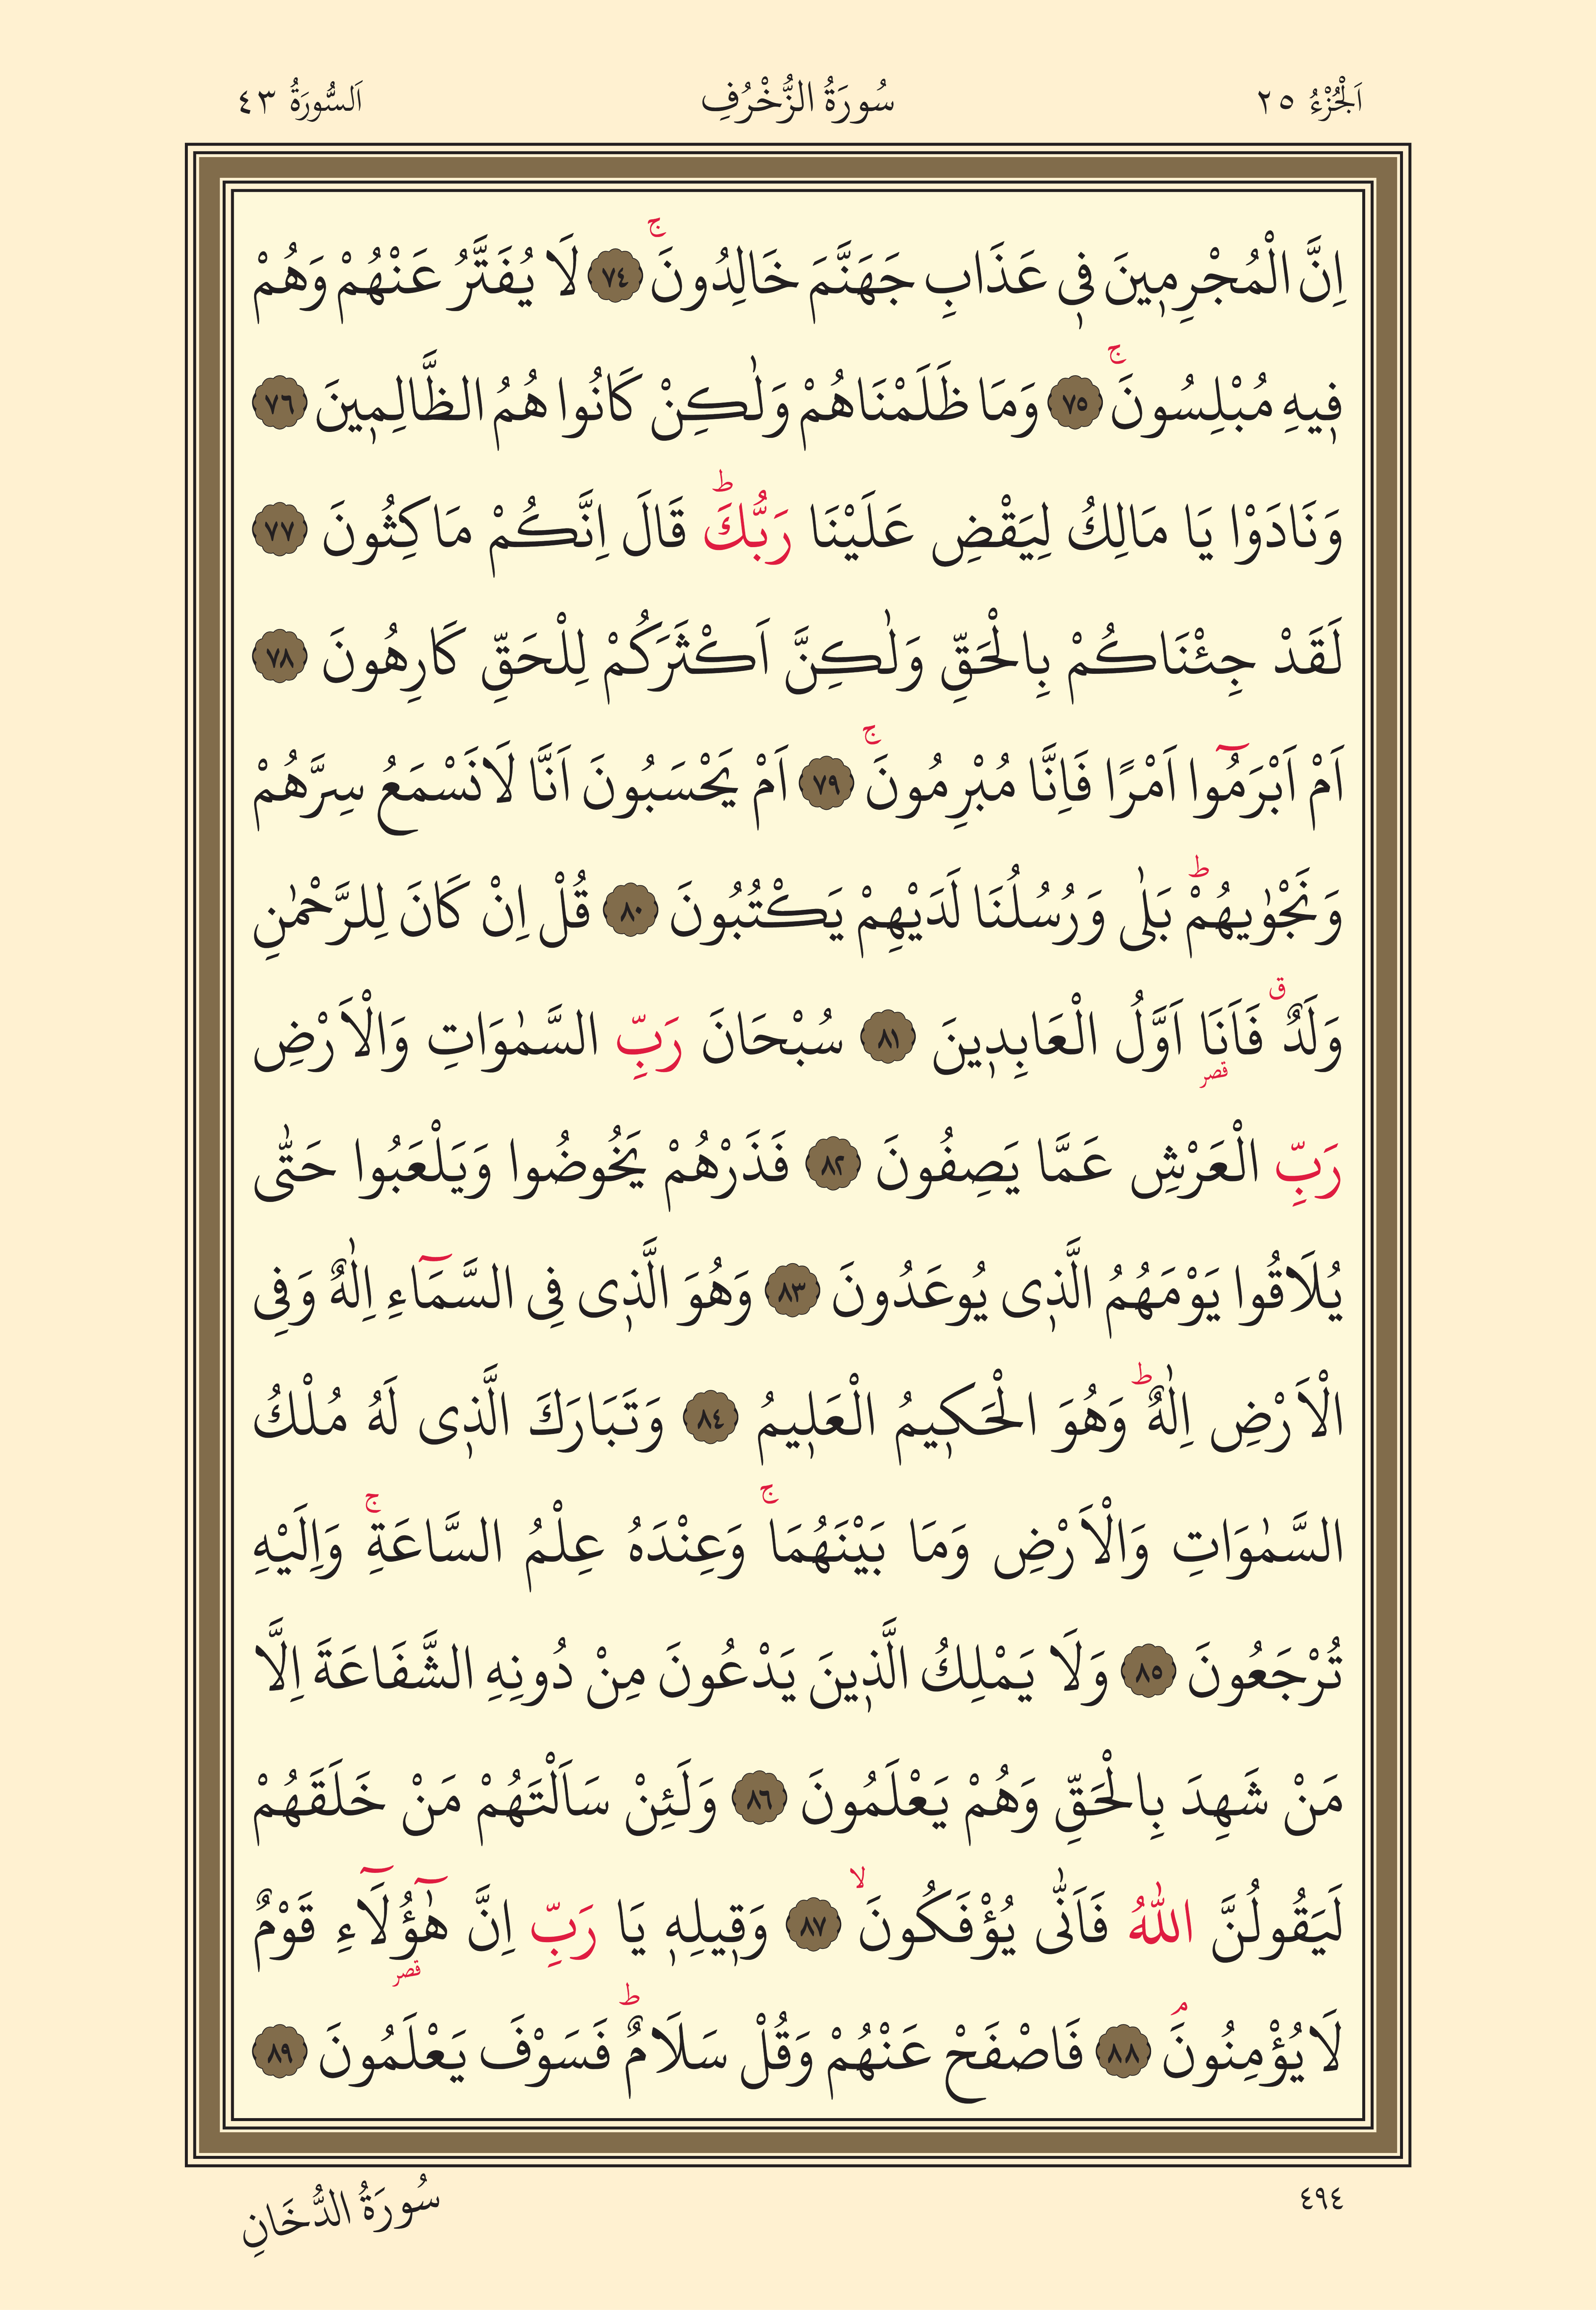 اَلْجُزْءُ ٢٥ سُورَةُ الزُّخْرُفِ اَلسُّورَةُ ٤٣
اِنَّ الْمُجْرِمٖينَ فٖي عَذَابِ جَهَنَّمَ خَالِدُونَۚ ٧٤ لَا يُفَتَّرُ عَنْهُمْ وَهُمْ
فٖيهِ مُبْلِسُونَۚ ٧٥ وَمَا ظَلَمْنَاهُمْ وَلٰكِنْ كَانُوا هُمُ الظَّالِمٖينَ ٧٦
وَنَادَوْا يَا مَالِكُ لِيَقْضِ عَلَيْنَا رَبُّكَؕ قَالَ اِنَّكُمْ مَاكِثُونَ ٧٧
لَقَدْ جِئْنَاكُمْ بِالْحَقِّ وَلٰكِنَّ اَكْثَرَكُمْ لِلْحَقِّ كَارِهُونَ ٧٨
اَمْ اَبْرَمُٓوا اَمْرًا فَاِنَّا مُبْرِمُونَۚ ٧٩ اَمْ يَحْسَبُونَ اَنَّا لَانَسْمَعُ سِرَّهُمْ
وَنَجْوٰيهُمْؕ بَلٰى وَرُسُلُنَا لَدَيْهِمْ يَكْتُبُونَ ٨٠ قُلْ اِنْ كَانَ لِلرَّحْمٰنِ
وَلَدٌࣗ فَاَنَا۬ اَوَّلُ الْعَابِدٖينَ ٨١ سُبْحَانَ رَبِّ السَّمٰوَاتِ وَالْاَرْضِ
رَبِّ الْعَرْشِ عَمَّا يَصِفُونَ ٨٢ فَذَرْهُمْ يَخُوضُوا وَيَلْعَبُوا حَتّٰى
يُلَاقُوا يَوْمَهُمُ الَّذٖى يُوعَدُونَ ٨٣ وَهُوَ الَّذٖى فِى السَّمَٓاءِ اِلٰهٌ وَفِى
الْاَرْضِ اِلٰهٌؕ وَهُوَ الْحَكٖيمُ الْعَلٖيمُ ٨٤ وَتَبَارَكَ الَّذٖى لَهُ مُلْكُ
السَّمٰوَاتِ وَالْاَرْضِ وَمَا بَيْنَهُمَاۚ وَعِنْدَهُ عِلْمُ السَّاعَةِۚ وَاِلَيْهِ
تُرْجَعُونَ ٨٥ وَلَا يَمْلِكُ الَّذٖينَ يَدْعُونَ مِنْ دُونِهِ الشَّفَاعَةَ اِلَّا
مَنْ شَهِدَ بِالْحَقِّ وَهُمْ يَعْلَمُونَ ٨٦ وَلَئِنْ سَاَلْتَهُمْ مَنْ خَلَقَهُمْ
لَيَقُولُنَّ اللّٰهُ فَاَنّٰى يُؤْفَكُونَۙ ٨٧ وَقٖيلِهٖ يَا رَبِّ اِنَّ هٰٓؤُ۬لَٓاءِ قَوْمٌ
لَايُؤْمِنُونَۢ ٨٨ فَاصْفَحْ عَنْهُمْ وَقُلْ سَلَامٌؕ فَسَوْفَ يَعْلَمُونَ ٨٩
٤٩٤ سُورَةُ الدُّخَانِ